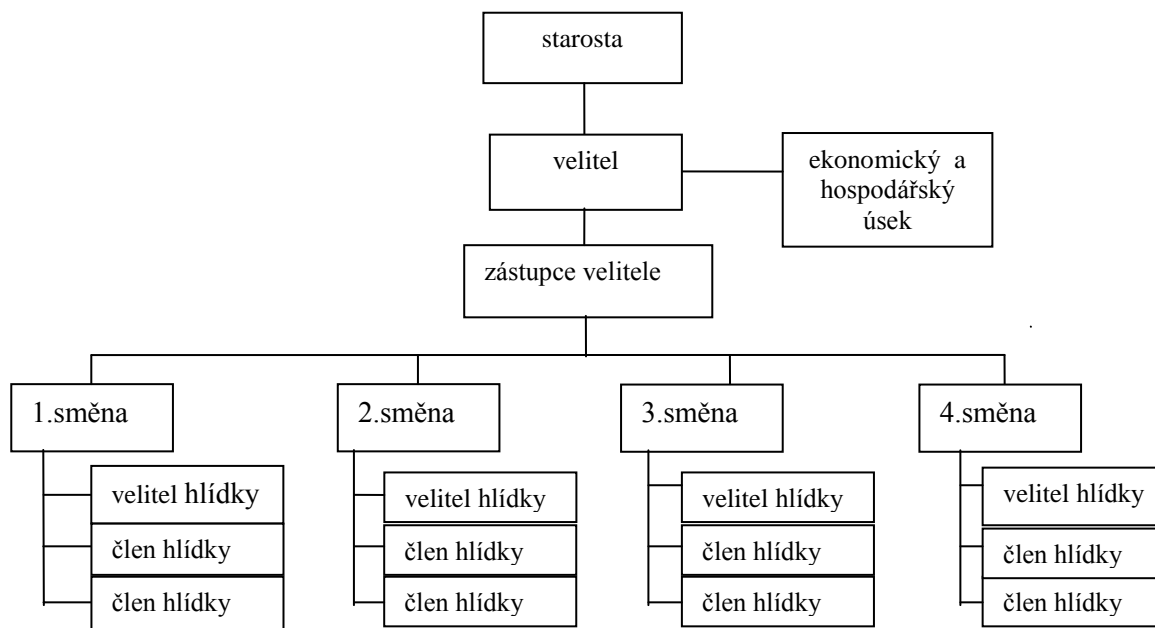 starosta
velitel
ekonomický a
hospodářský
úsek
zástupce velitele
1.směna
2.směna
3.směna
4.směna
velitel hlídky
velitel hlídky
velitel hlídky
velitel hlídky
člen hlídky
člen hlídky
člen hlídky
člen hlídky
člen hlídky
člen hlídky
člen hlídky
člen hlídky